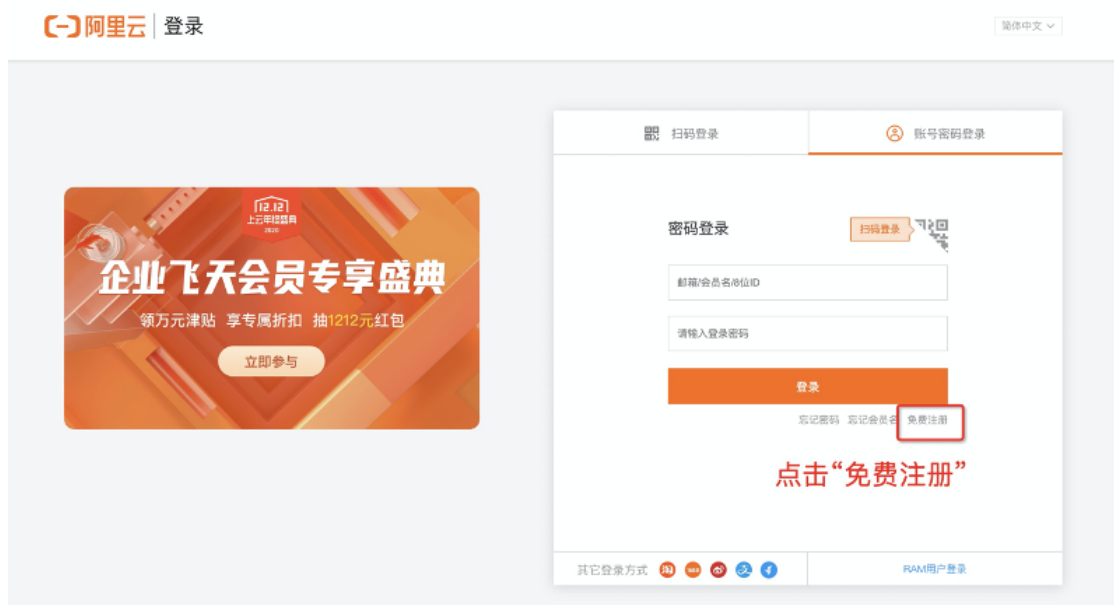 阿里云 登录
简体中文
扫码登录
账号密码登录
12.12
上云年终盛典
2020
企业飞天会员专享盛典
领万元津贴 享专属折扣 抽1212元红包
立即参与
密码登录
扫码登录
邮箱/会员名/8位ID
请输入登录密码
登录
忘记密码 忘记会员名 免费注册
点击“免费注册”
其它登录方式
淘
1688
RAM用户登录